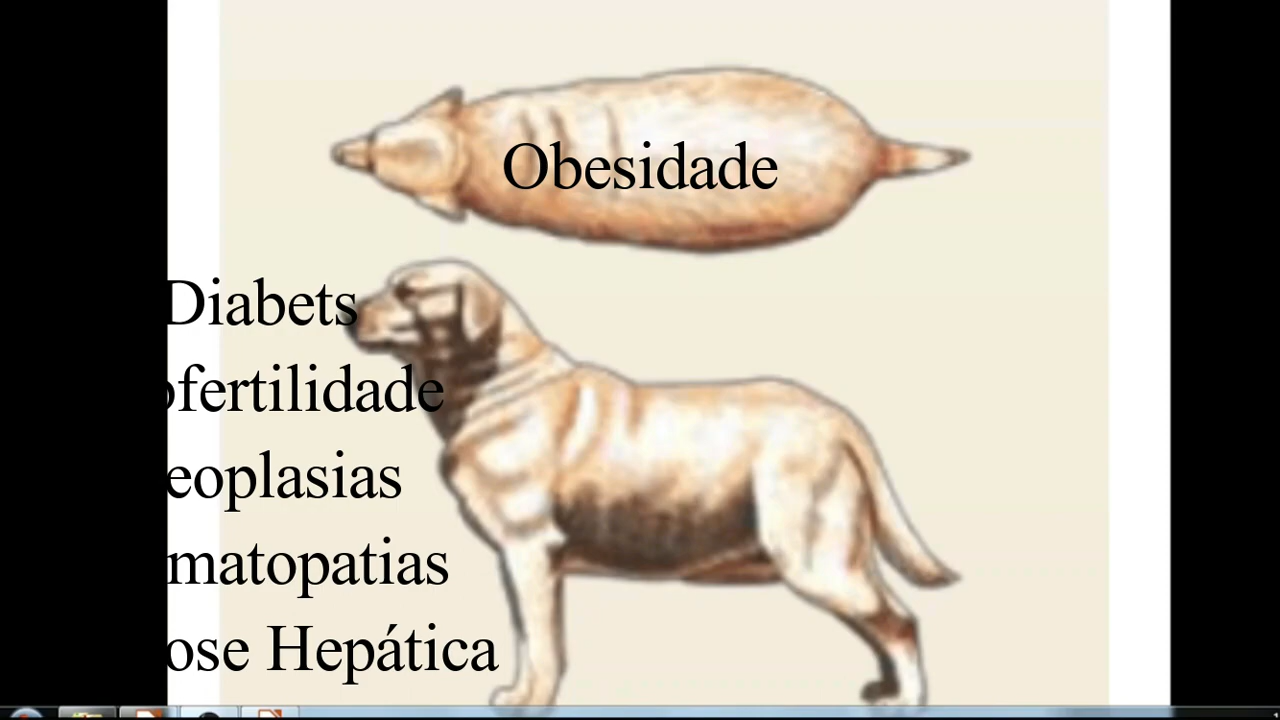 Obesidade
Diabets
ofertilidade
eoplasias
matopatias
ose Hepática